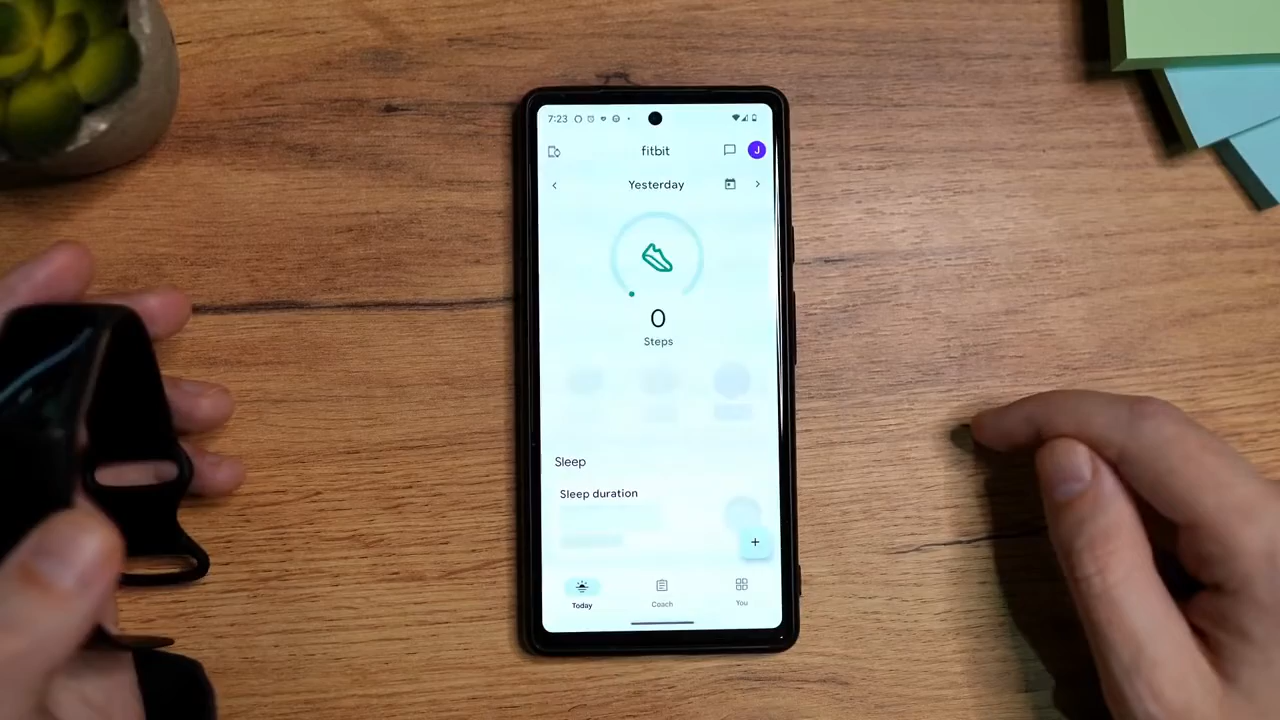 7:23
fitbit
J
Yesterday
0
Steps
Sleep
Sleep duration
+
Today
Coach
You